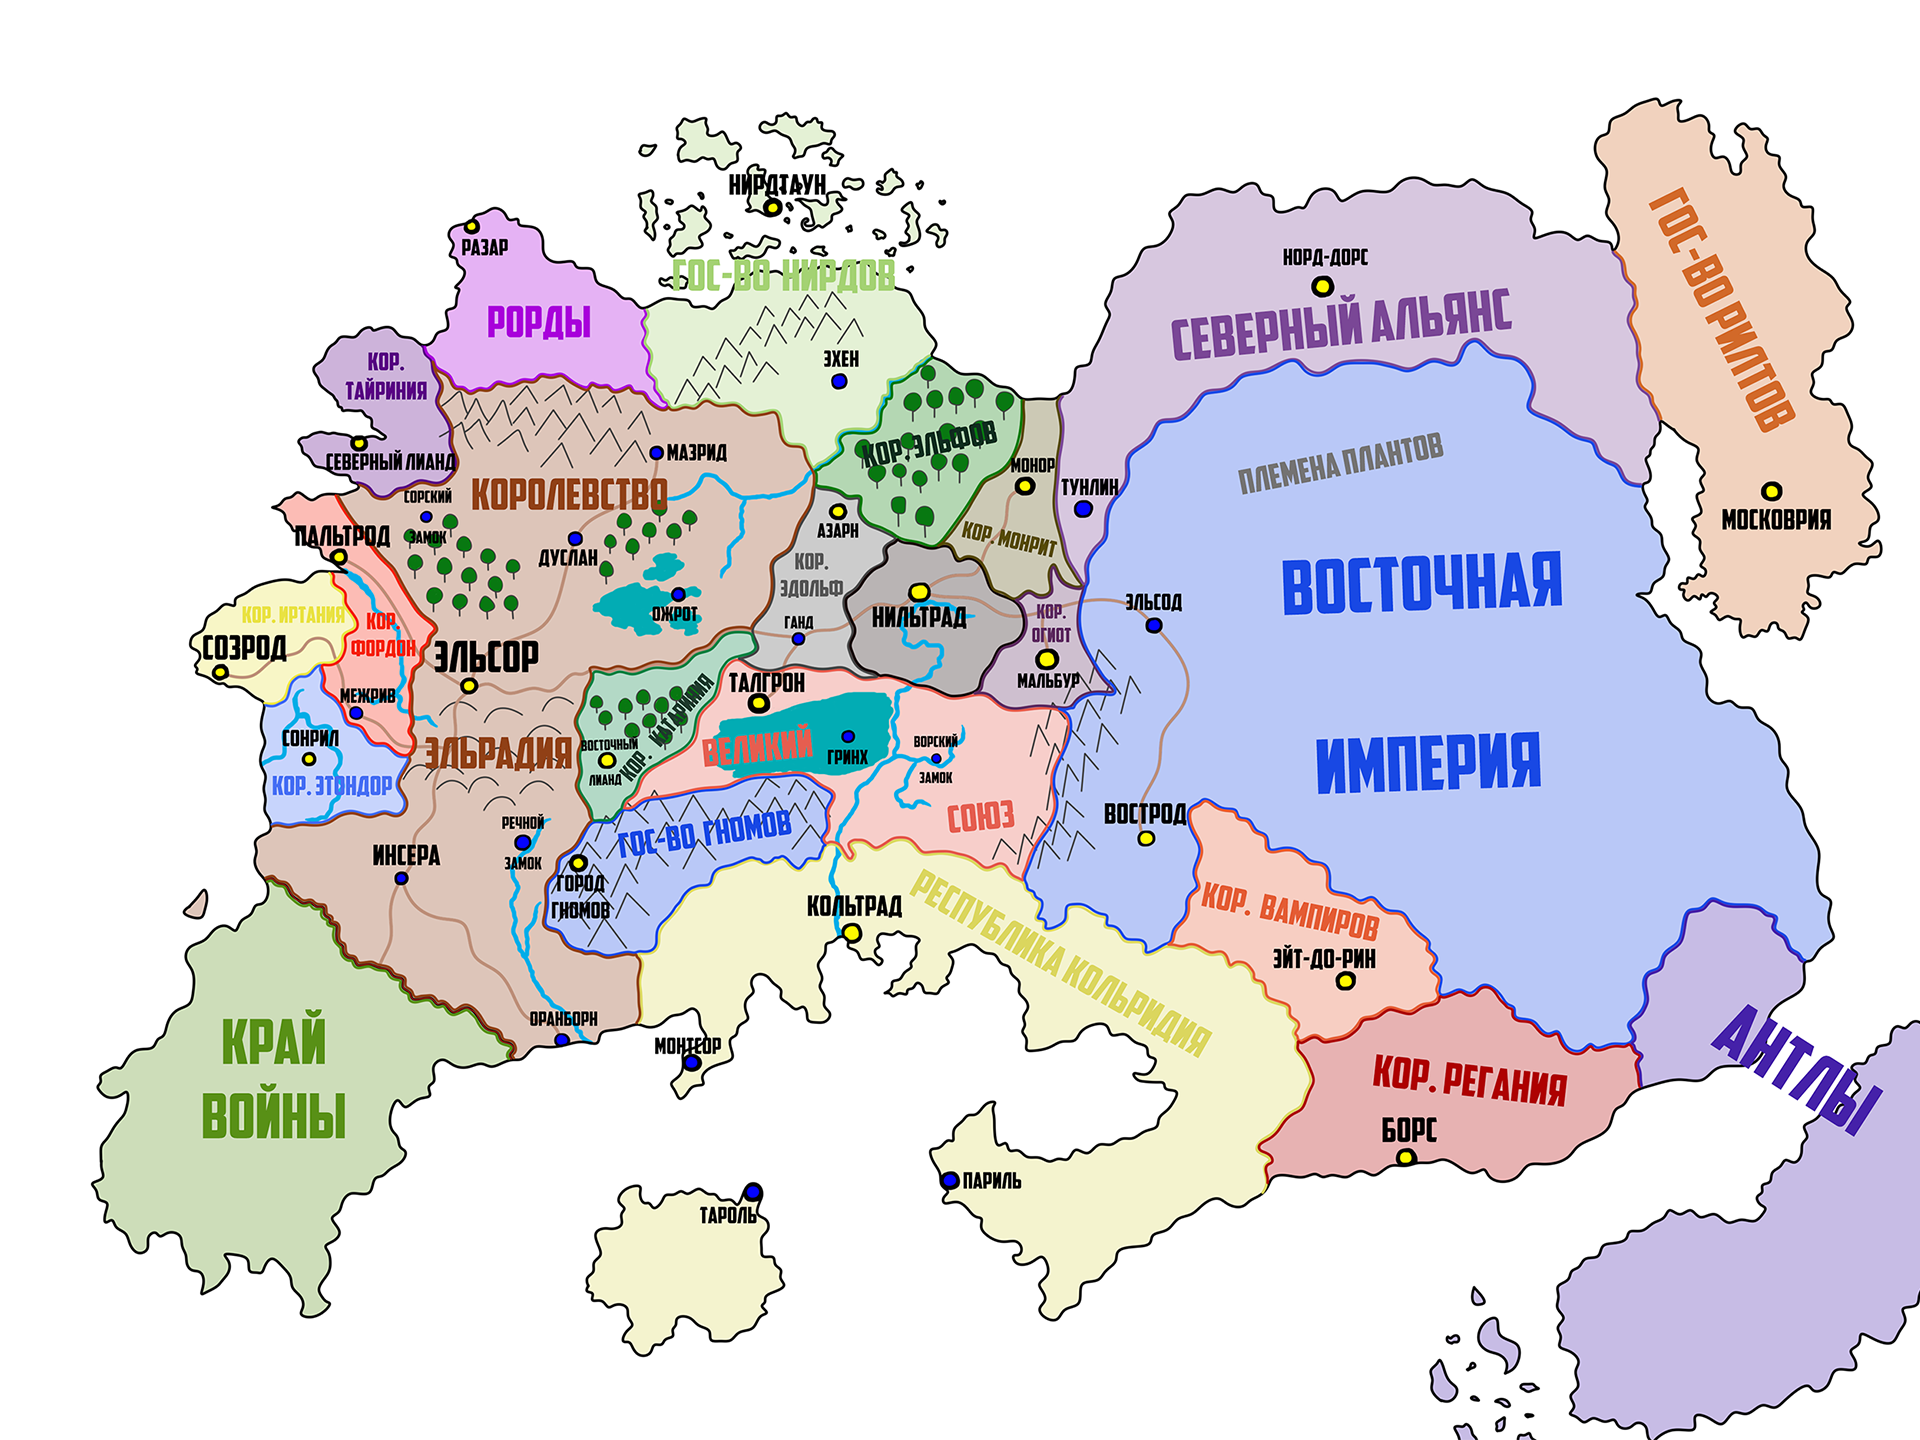 НИРДТАУН
ГОС-ВО НИРДОВ
РАЗАР
РОРДЫ
ЭХЕН
КОР.
ТАЙРИНИЯ
СЕВЕРНЫЙ ЛИАНД
НОРД-ДОРС
СЕВЕРНЫЙ АЛЬЯНС
ГОС-ВО РИЛТОВ
МОСКОВРИЯ
КОР. ЭЛЬФОВ
МОНОР
КОР. МОНРИТ
ТУНЛИН
ПЛЕМЕНА ПЛАНТОВ
ВОСТОЧНАЯ
ИМПЕРИЯ
МАЗРИД
КОРОЛЕВСТВО
СОРСКИЙ
ЗАМОК
ДУСЛАН
ОЖРОТ
ПАЛЬТРОД
КОР. ИРТАНИЯ
СОЗРОД
КОР.
ФОРДОН
МЕЖРИВ
ЭЛЬСОР
ЭЛЬРАДИЯ
СОНРИЛ
КОР. ЭТОНДОР
АЗАРН
КОР.
ЭДОЛЬФ
ГАНД
НИЛЬТРАД
КОР.
ОГИОТ
МАЛЬБУР
ЭЛЬСОД
ВОСТРОД
ТАЛГРОН
ВЕЛИКИЙ
ГРИНХ
ВОРСКИЙ
ЗАМОК
СОЮЗ
ВОСТОЧНЫЙ
ЛИАНД
КОР. КАТАРИНИЯ
РЕЧНОЙ
ЗАМОК
ГОС-ВО ГНОМОВ
ГОРОД
ГНОМОВ
ИНСЕРА
КОЛЬТРАД
РЕСПУБЛИКА КОЛЬРИДИЯ
КОР. ВАМПИРОВ
ЭЙТ-ДО-РИН
КРАЙ
ВОЙНЫ
ОРАНБОРН
МОНТЕОР
КОР. РЕГАНИЯ
БОРС
АНТЛЫ
ПАРИЛЬ
ТАРОЛЬ